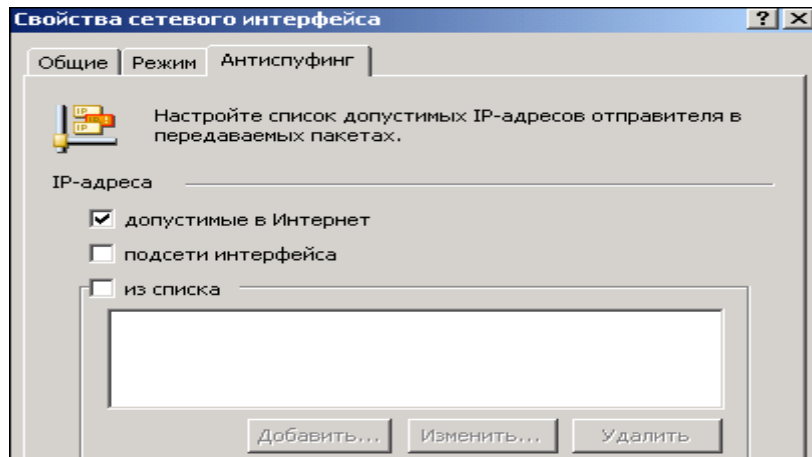 Свойства сетевого интерфейса
Общие Режим Антиспуфинг
Настройте список допустимых IP-адресов отправителя в
передаваемых пакетах.
IP-адреса
допустимые в Интернет
подсети интерфейса
из списка
Добавить... Изменить... Удалить